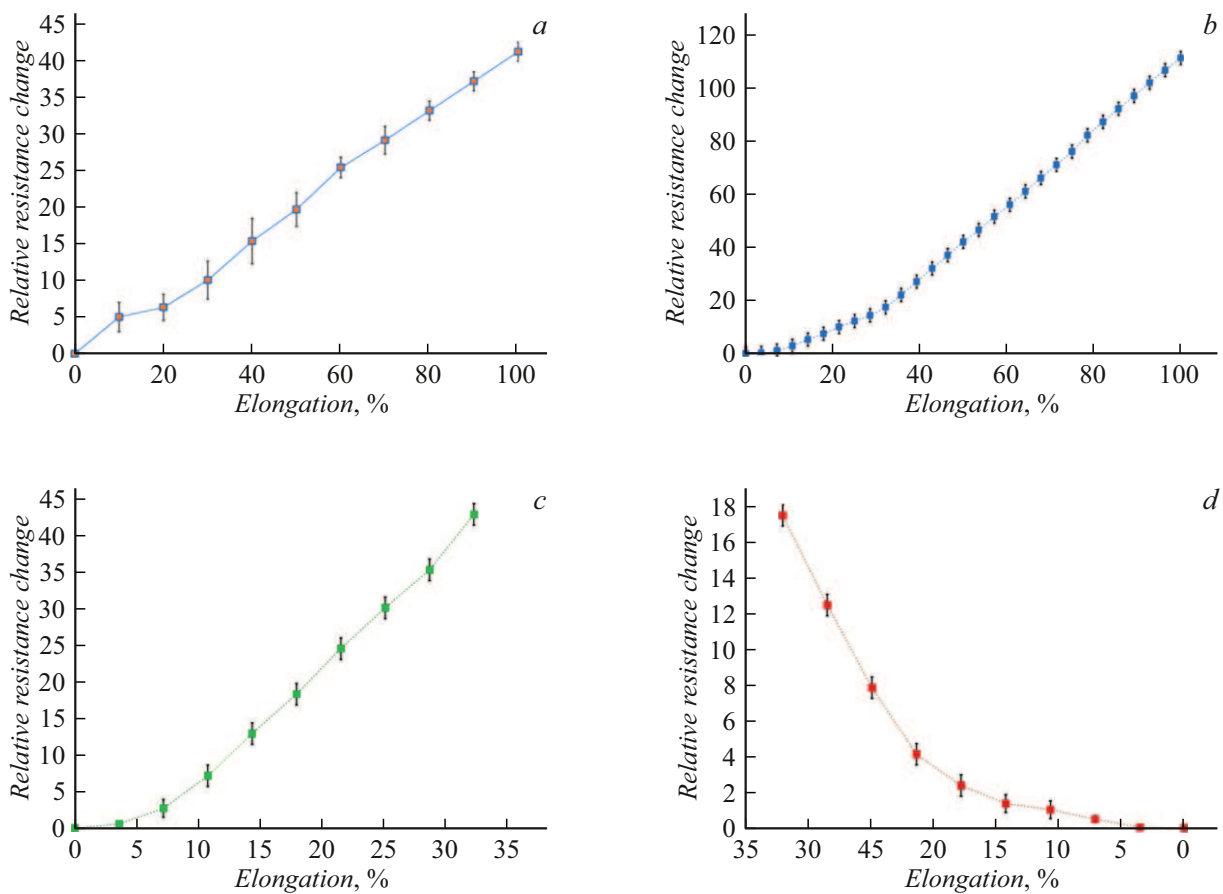 a
Relative resistance change
45
40
35
30
25
20
15
10
5
0
0 20 40 60 80 100
Elongation, %
b
Relative resistance change
120
100
80
60
40
20
0
0 20 40 60 80 100
Elongation, %
c
Relative resistance change
45
40
35
30
25
20
15
10
5
0
0 5 10 15 20 25 30 35
Elongation, %
d
Relative resistance change
18
16
14
12
10
8
6
4
2
0
35 30 45 20 15 10 5 0
Elongation, %